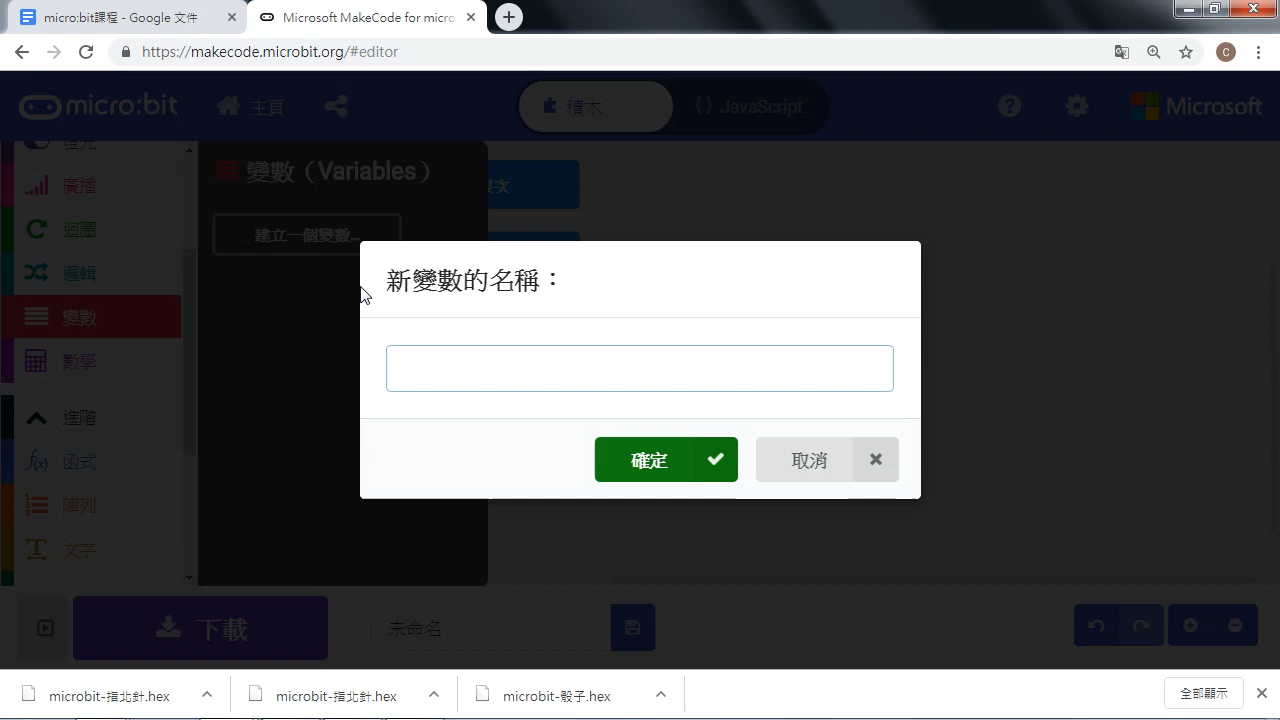 micro:bit課程 - Google 文件
Microsoft MakeCode for micro
https://makecode.microbit.org/#editor
micro:bit
主頁
積木
{ } JavaScript
Microsoft
燈光
廣播
迴圈
邏輯
變數
數學
進階
函式
陣列
文字
變數（Variables）
建立一個變數...
新變數的名稱：
確定
取消
下載
未命名
microbit-指北針.hex
microbit-指北針.hex
microbit-骰子.hex
全部顯示